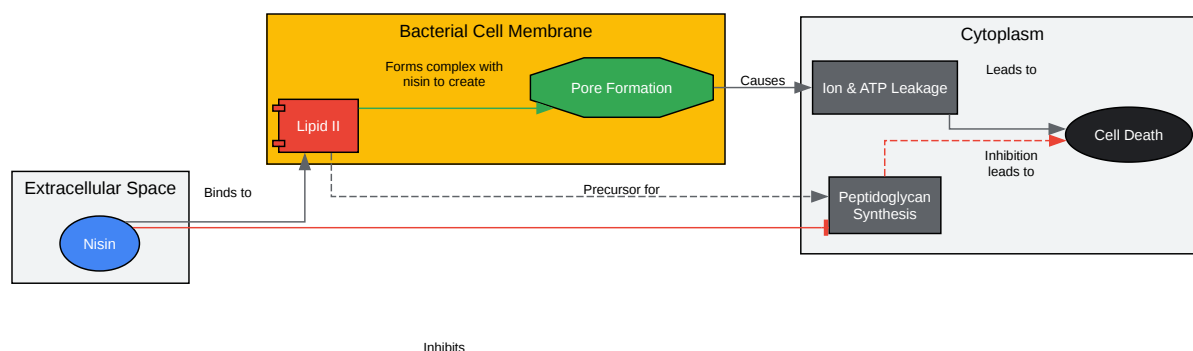 Bacterial Cell Membrane
Forms complex with
nisin to create
Pore Formation
Lipid II
Causes
Cytoplasm
Ion & ATP Leakage
Leads to
Cell Death
Inhibition
leads to
Peptidoglycan
Synthesis
Precursor for
Extracellular Space
Binds to
Nisin
Inhibits